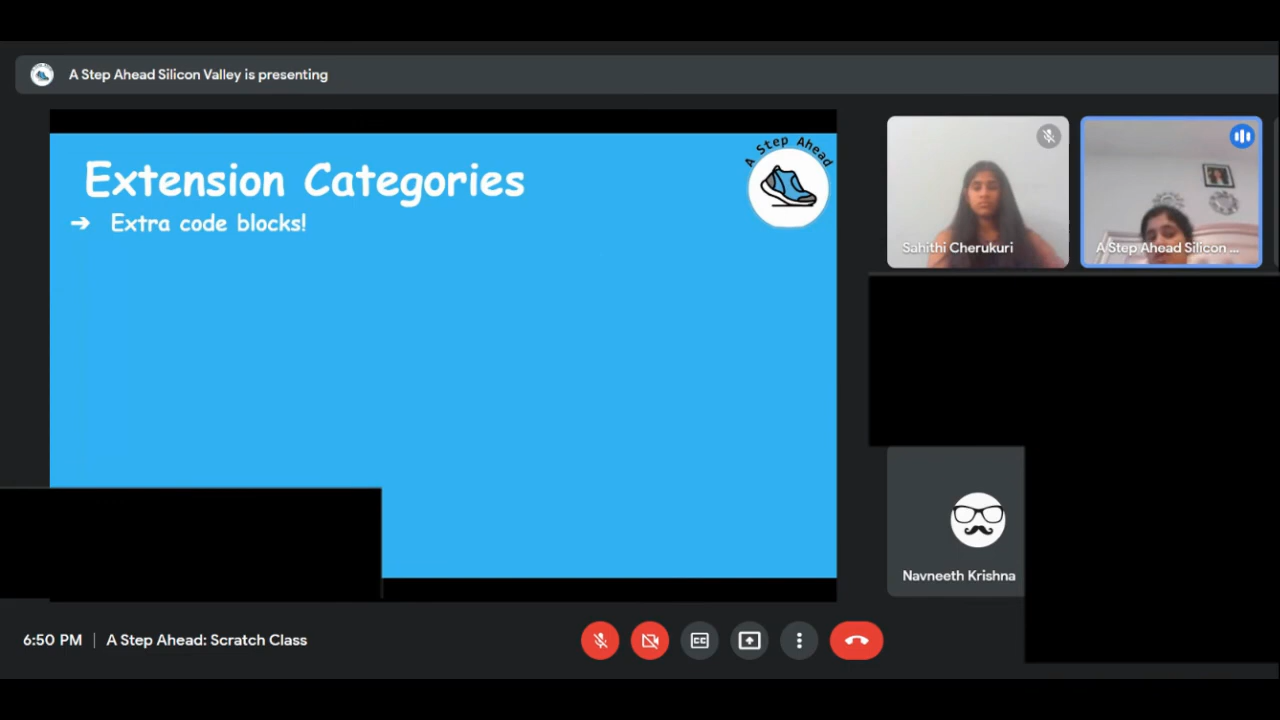 A Step Ahead Silicon Valley is presenting
Extension Categories
➔ Extra code blocks!
A Step Ahead
Sahithi Cherukuri
A Step Ahead Silicon ...
Navneeth Krishna
6:50 PM | A Step Ahead: Scratch Class
CC